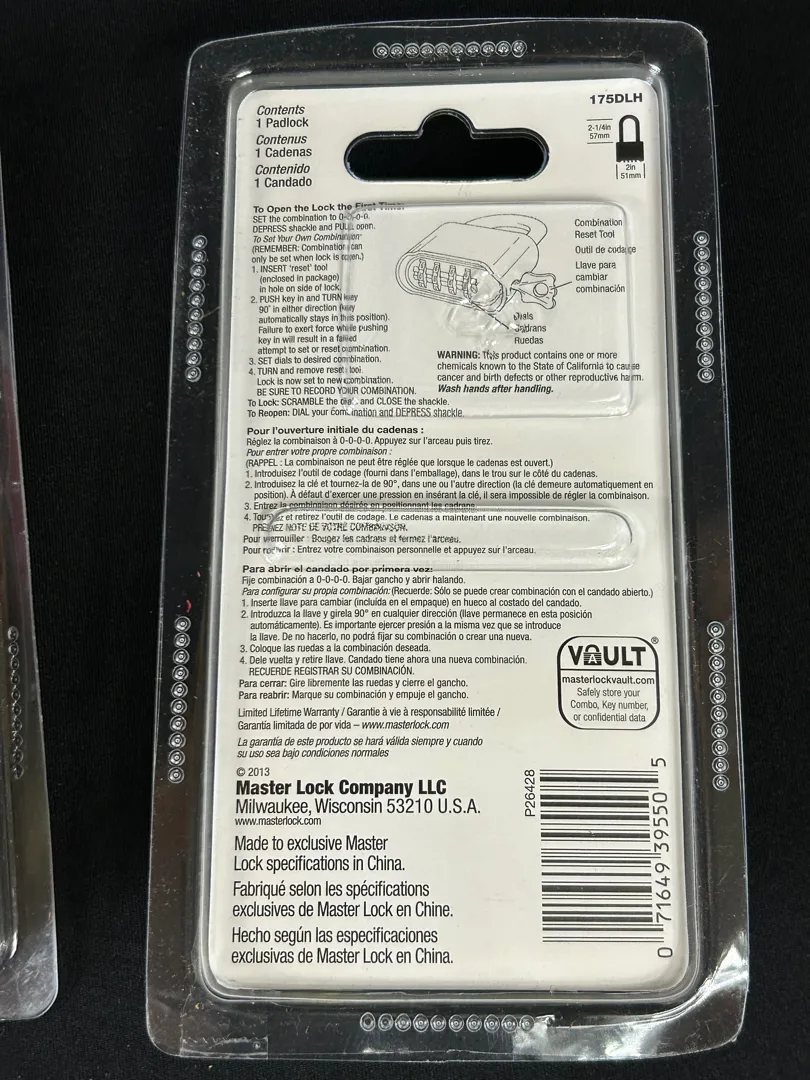 Contents
1 Padlock
Contenus
1 Cadenas
Contenido
1 Candado
175DLH
2-1/4in
57mm
2in
51mm
To Open the Lock the First Time:
SET the combination to 0-0-0-0.
DEPRESS shackle and PULL open.
To Set Your Own Combination
(REMEMBER: Combination can
only be set when lock is open.)
1. INSERT 'reset' tool
(enclosed in package)
in hole on side of lock.
2. PUSH key in and TURN key
90° in either direction (key
automatically stays in this position).
Failure to exert force while pushing
key in will result in a failed
attempt to set or reset combination.
3. SET dials to desired combination.
4. TURN and remove reset tool.
Lock is now set to new combination.
BE SURE TO RECORD YOUR COMBINATION.
To Lock: SCRAMBLE the dials and CLOSE the shackle.
To Reopen: DIAL your combination and DEPRESS shackle.
Combination
Reset Tool
Outil de codage
Llave para
cambiar
combinación
Dials
Cadrans
Ruedas
WARNING: This product contains one or more
chemicals known to the State of California to cause
cancer and birth defects or other reproductive harm.
Wash hands after handling.
Pour l'ouverture initiale du cadenas :
Réglez la combinaison à 0-0-0-0. Appuyez sur l'arceau puis tirez.
Pour entrer votre propre combinaison :
(RAPPEL : La combinaison ne peut être réglée que lorsque le cadenas est ouvert.)
1. Introduisez l'outil de codage (fourni dans l'emballage), dans le trou sur le côté du cadenas.
2. Introduisez la clé et tournez-la de 90°, dans une ou l'autre direction (la clé demeure automatiquement en
position). À défaut d'exercer une pression en insérant la clé, il sera impossible de régler la combinaison.
3. Entrez la combinaison désirée en positionnant les cadrans.
4. Tournez et retirez l'outil de codage. Le cadenas a maintenant une nouvelle combinaison.
PRENEZ NOTE DE VOTRE COMBINAISON.
Pour verrouiller : Bougez les cadrans et fermez l'arceau.
Pour rouvrir : Entrez votre combinaison personnelle et appuyez sur l'arceau.
Para abrir el candado por primera vez:
Fije combinación a 0-0-0-0. Bajar gancho y abrir halando.
Para configurar su propia combinación: (Recuerde: Sólo se puede crear combinación con el candado abierto.)
1. Inserte llave para cambiar (incluída en el empaque) en hueco al costado del candado.
2. Introduzca la llave y gírela 90° en cualquier dirección (llave permanece en esta posición
automáticamente). Es importante ejercer presión a la misma vez que se introduce
la llave. De no hacerlo, no podrá fijar su combinación o crear una nueva.
3. Coloque las ruedas a la combinación deseada.
4. Dele vuelta y retire llave. Candado tiene ahora una nueva combinación.
RECUERDE REGISTRAR SU COMBINACIÓN.
Para cerrar: Gire libremente las ruedas y cierre el gancho.
Para reabrir: Marque su combinación y empuje el gancho.
VAULT®
masterlockvault.com
Safely store your
Combo, Key number,
or confidential data
Limited Lifetime Warranty / Garantie à vie à responsabilité limitée /
Garantía limitada de por vida – www.masterlock.com
La garantía de este producto se hará válida siempre y cuando
su uso sea bajo condiciones normales
© 2013
Master Lock Company LLC
Milwaukee, Wisconsin 53210 U.S.A.
www.masterlock.com
Made to exclusive Master
Lock specifications in China.
Fabriqué selon les spécifications
exclusives de Master Lock en Chine.
Hecho según las especificaciones
exclusivas de Master Lock en China.
P26428
0 71649 39550 5